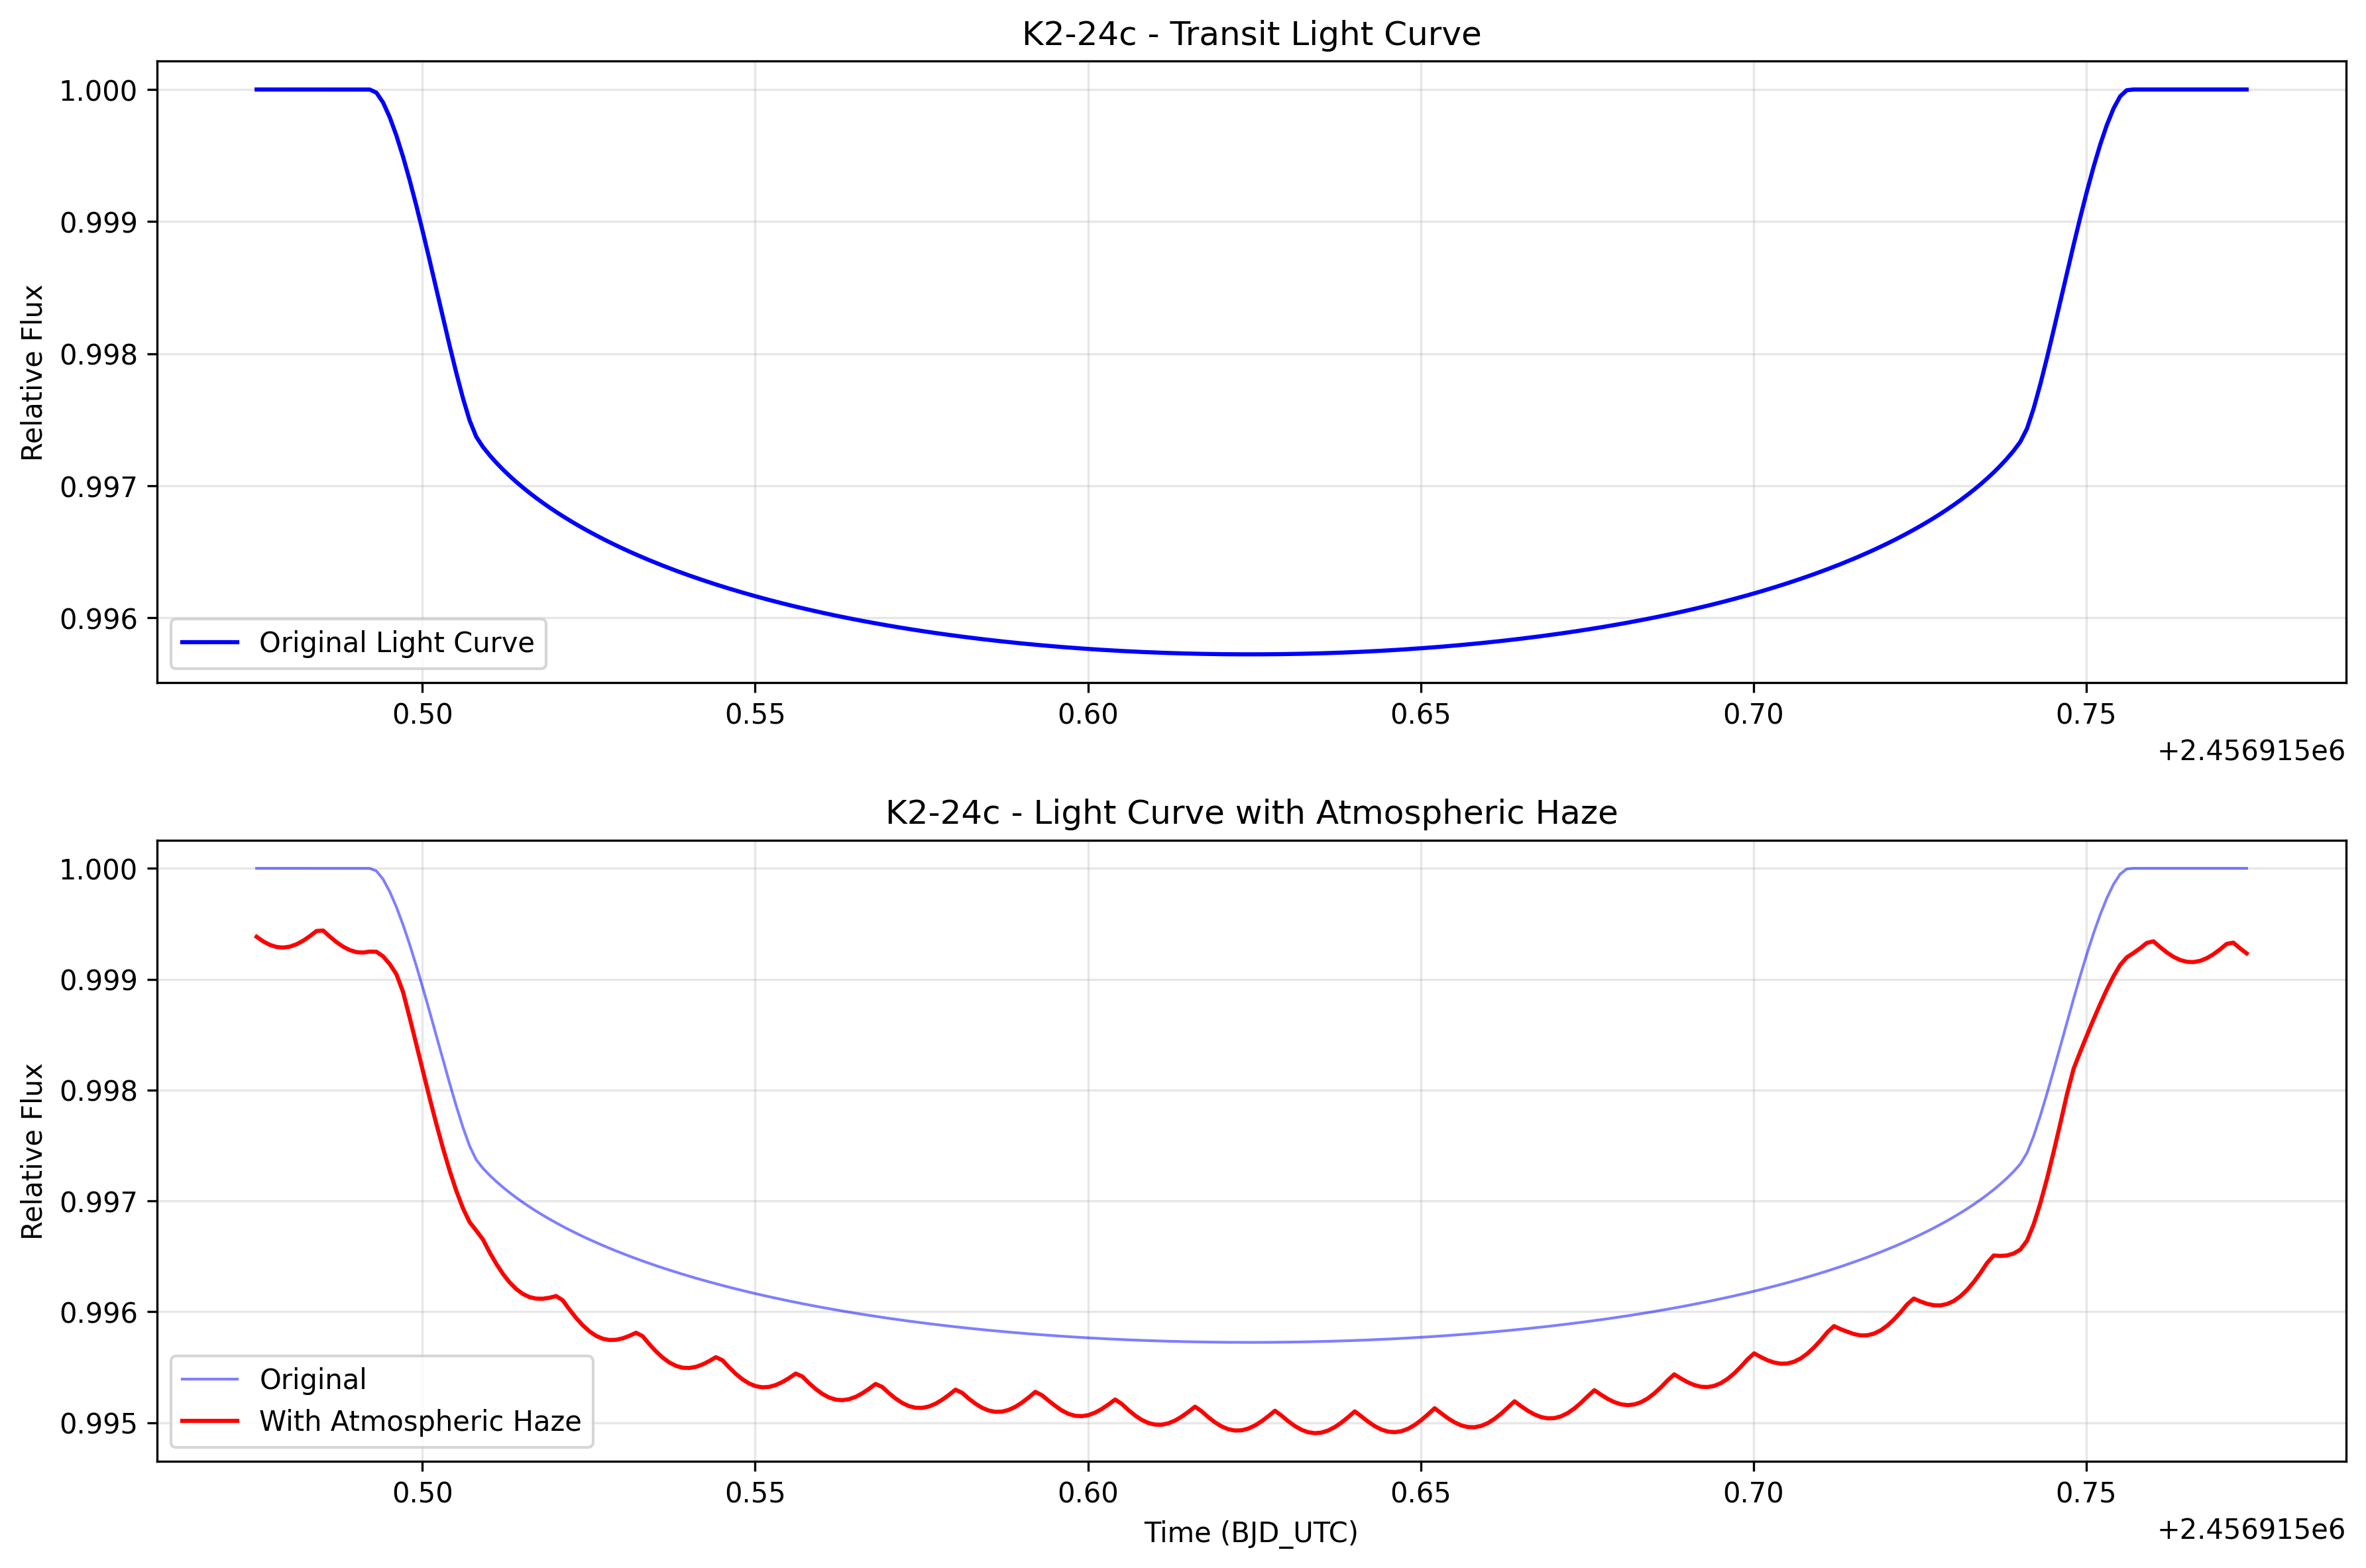 K2-24c - Transit Light Curve
Relative Flux
1.000
0.999
0.998
0.997
0.996
Original Light Curve
0.50 0.55 0.60 0.65 0.70 0.75
+2.456915e6
K2-24c - Light Curve with Atmospheric Haze
Relative Flux
1.000
0.999
0.998
0.997
0.996
0.995
Original
With Atmospheric Haze
0.50 0.55 0.60 0.65 0.70 0.75
Time (BJD_UTC)
+2.456915e6